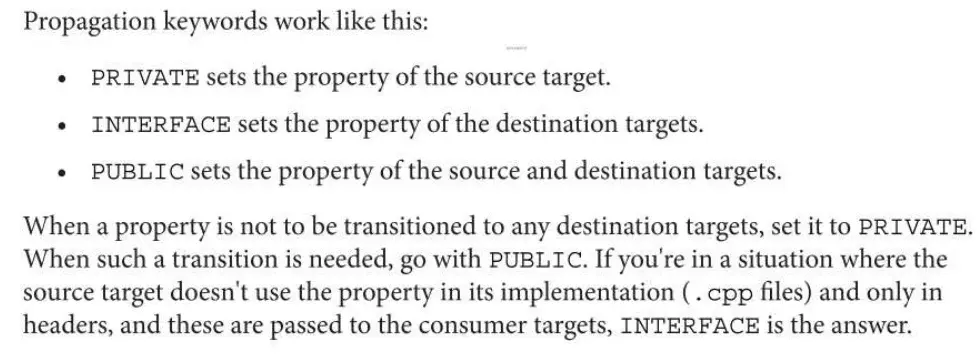 Propagation keywords work like this:
• PRIVATE sets the property of the source target.
• INTERFACE sets the property of the destination targets.
• PUBLIC sets the property of the source and destination targets.
When a property is not to be transitioned to any destination targets, set it to PRIVATE.
When such a transition is needed, go with PUBLIC. If you're in a situation where the
source target doesn't use the property in its implementation (.cpp files) and only in
headers, and these are passed to the consumer targets, INTERFACE is the answer.